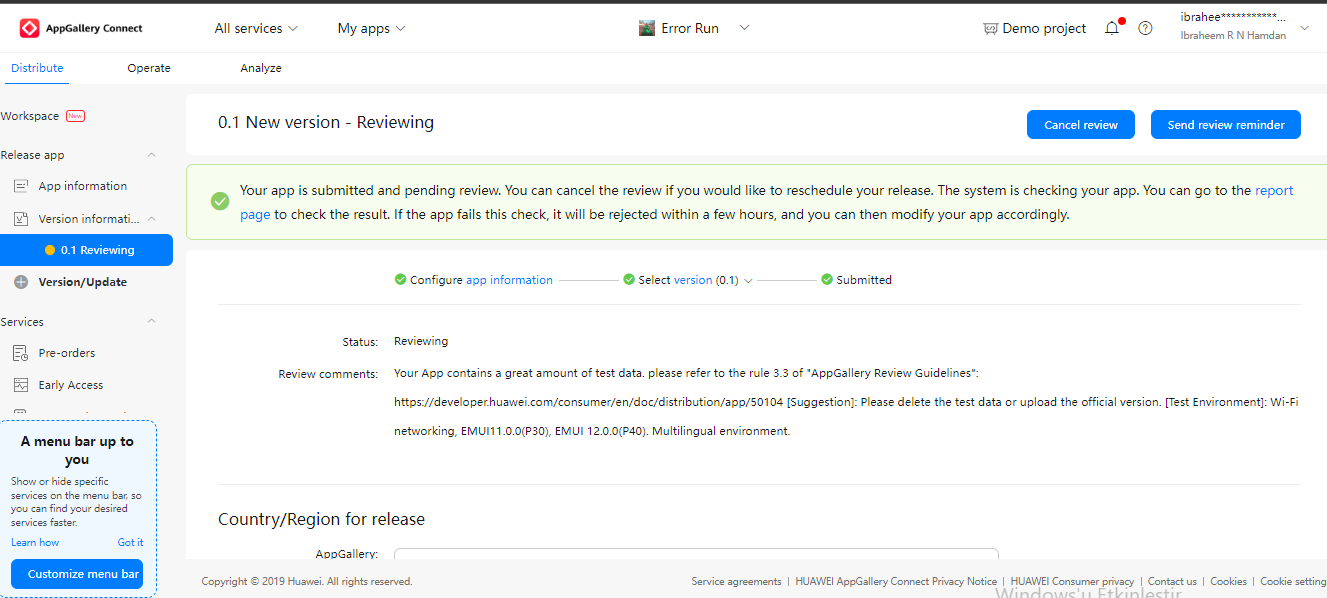 AppGallery Connect
All services
My apps
Error Run
Demo project
ibrahee***********...
Ibraheem R N Hamdan
Distribute
Operate
Analyze
Workspace New
Release app
App information
Version informati...
0.1 Reviewing
Version/Update
Services
Pre-orders
Early Access
A menu bar up to
you
Show or hide specific
services on the menu bar, so
you can find your desired
services faster.
Learn how Got it
Customize menu bar
0.1 New version - Reviewing
Cancel review
Send review reminder
Your app is submitted and pending review. You can cancel the review if you would like to reschedule your release. The system is checking your app. You can go to the report
page to check the result. If the app fails this check, it will be rejected within a few hours, and you can then modify your app accordingly.
Configure app information
Select version (0.1)
Submitted
Status: Reviewing
Review comments: Your App contains a great amount of test data. please refer to the rule 3.3 of "AppGallery Review Guidelines":
https://developer.huawei.com/consumer/en/doc/distribution/app/50104 [Suggestion]: Please delete the test data or upload the official version. [Test Environment]: Wi-Fi
networking, EMUI11.0.0(P30), EMUI 12.0.0(P40). Multilingual environment.
Country/Region for release
AppGallery:
Copyright © 2019 Huawei. All rights reserved.
Service agreements | HUAWEI AppGallery Connect Privacy Notice | HUAWEI Consumer privacy | Contact us | Cookies | Cookie setting
Windows'u Etkinleştir